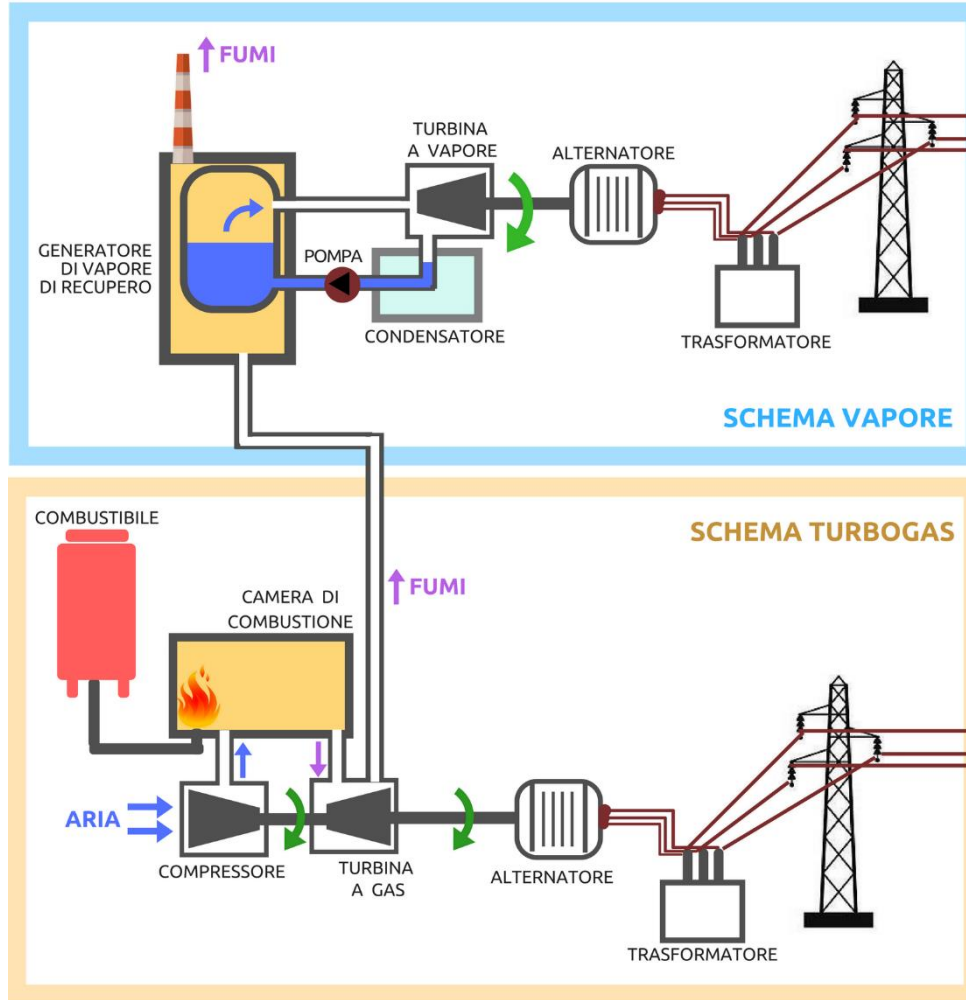 FUMI
TURBINA
A VAPORE
ALTERNATORE
GENERATORE
DI VAPORE
DI RECUPERO
POMPA
CONDENSATORE
TRASFORMATORE
SCHEMA VAPORE
COMBUSTIBILE
SCHEMA TURBOGAS
FUMI
CAMERA DI
COMBUSTIONE
ARIA
COMPRESSORE
TURBINA
A GAS
ALTERNATORE
TRASFORMATORE